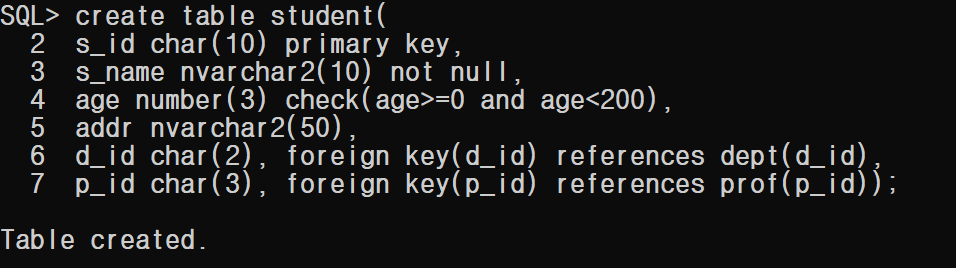 SQL> create table student(
  2  s_id char(10) primary key,
  3  s_name nvarchar2(10) not null,
  4  age number(3) check(age>=0 and age<200),
  5  addr nvarchar2(50),
  6  d_id char(2), foreign key(d_id) references dept(d_id),
  7  p_id char(3), foreign key(p_id) references prof(p_id));
Table created.